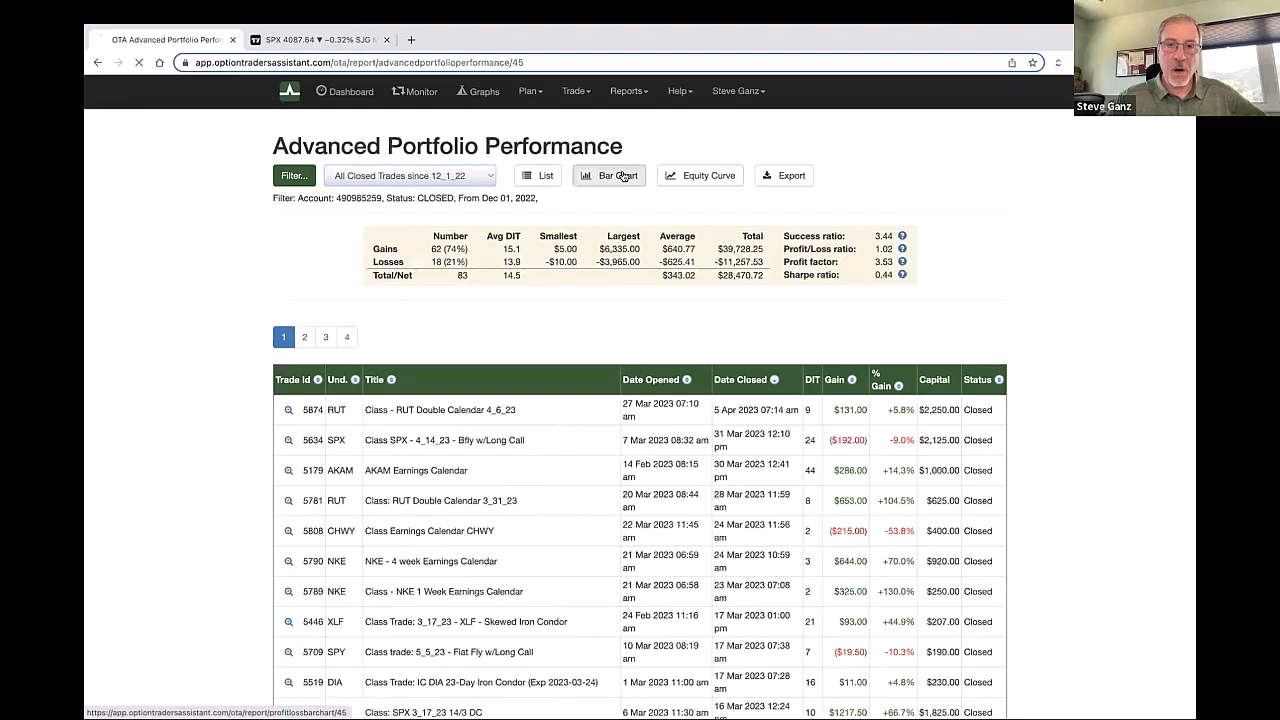 OTA Advanced Portfolio Perfor
SPX 4087.64 ▼ −0.32% SJG
app.optiontradersassistant.com/ota/report/advancedportfolioperformance/45
Steve Ganz
Dashboard Monitor Graphs Plan Trade Reports Help Steve Ganz
Advanced Portfolio Performance
Filter... All Closed Trades since 12_1_22 List Bar Chart Equity Curve Export
Filter: Account: 490985259, Status: CLOSED, From Dec 01, 2022,
Number Avg DIT Smallest Largest Average Total Success ratio: 3.44
Gains 62 (74%) 15.1 $5.00 $6,335.00 $640.77 $39,728.25 Profit/Loss ratio: 1.02
Losses 18 (21%) 13.9 -$10.00 -$3,965.00 -$625.41 -$11,257.53 Profit factor: 3.53
Total/Net 83 14.5 $343.02 $28,470.72 Sharpe ratio: 0.44
1 2 3 4
Trade Id Und. Title Date Opened Date Closed DIT Gain % Gain Capital Status
5874 RUT Class - RUT Double Calendar 4_6_23 27 Mar 2023 07:10 am 5 Apr 2023 07:14 am 9 $131.00 +5.8% $2,250.00 Closed
5634 SPX Class SPX - 4_14_23 - Bfly w/Long Call 7 Mar 2023 08:32 am 31 Mar 2023 12:10 pm 24 ($192.00) -9.0% $2,125.00 Closed
5179 AKAM AKAM Earnings Calendar 14 Feb 2023 08:15 am 30 Mar 2023 12:41 pm 44 $286.00 +14.3% $1,000.00 Closed
5781 RUT Class: RUT Double Calendar 3_31_23 20 Mar 2023 08:44 am 28 Mar 2023 11:59 am 8 $653.00 +104.5% $625.00 Closed
5808 CHWY Class Earnings Calendar CHWY 22 Mar 2023 11:45 am 24 Mar 2023 11:56 am 2 ($215.00) -53.8% $400.00 Closed
5790 NKE NKE - 4 week Earnings Calendar 21 Mar 2023 06:59 am 24 Mar 2023 10:59 am 3 $644.00 +70.0% $920.00 Closed
5789 NKE Class - NKE 1 Week Earnings Calendar 21 Mar 2023 06:58 am 23 Mar 2023 07:08 am 2 $325.00 +130.0% $250.00 Closed
5446 XLF Class Trade: 3_17_23 - XLF - Skewed Iron Condor 24 Feb 2023 11:16 am 17 Mar 2023 01:00 pm 21 $93.00 +44.9% $207.00 Closed
5709 SPY Class trade: 5_5_23 - Flat Fly w/Long Call 10 Mar 2023 08:19 am 17 Mar 2023 07:38 am 7 ($19.50) -10.3% $190.00 Closed
5519 DIA Class Trade: IC DIA 23-Day Iron Condor (Exp 2023-03-24) 1 Mar 2023 11:00 am 17 Mar 2023 07:28 am 16 $11.00 +4.8% $230.00 Closed
Class: SPX 3_17_23 14/3 DC 6 Mar 2023 11:30 am 16 Mar 2023 12:24 10 $1217.50 +66.7% $1,825.00 Closed
https://app.optiontradersassistant.com/ota/report/profitlossbarchart/45